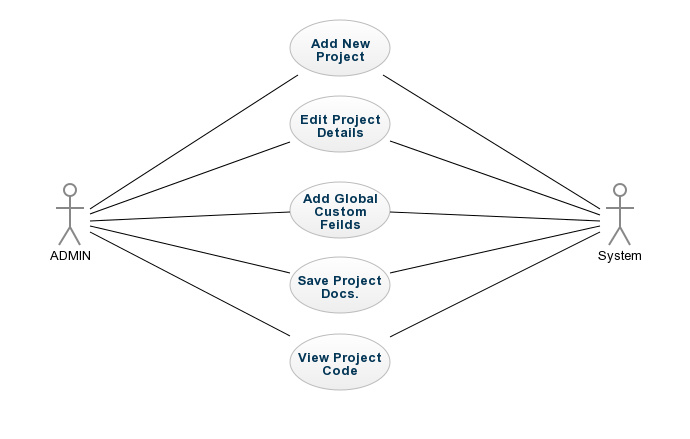 Add New
Project
Edit Project
Details
Add Global
Custom
Feilds
ADMIN
System
Save Project
Docs.
View Project
Code